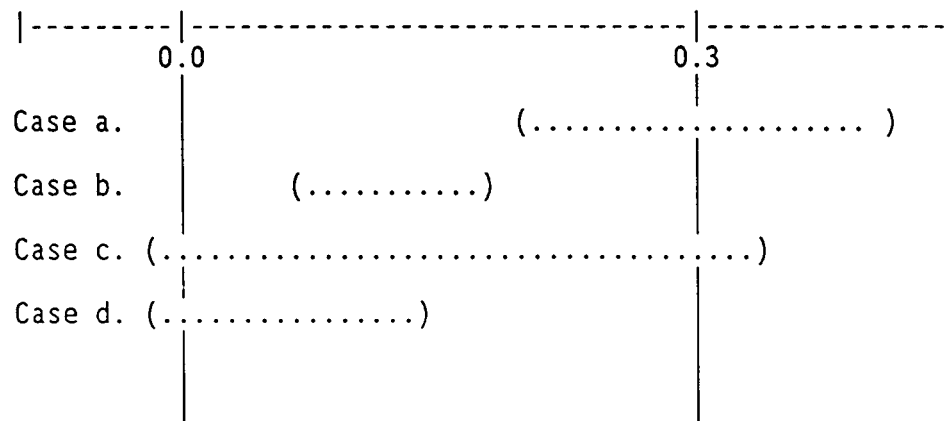 |---------|------------------------------|---------------
0.0 0.3
Case a. (..................... )
Case b. (...........)
Case c. (.....................................)
Case d. (................)